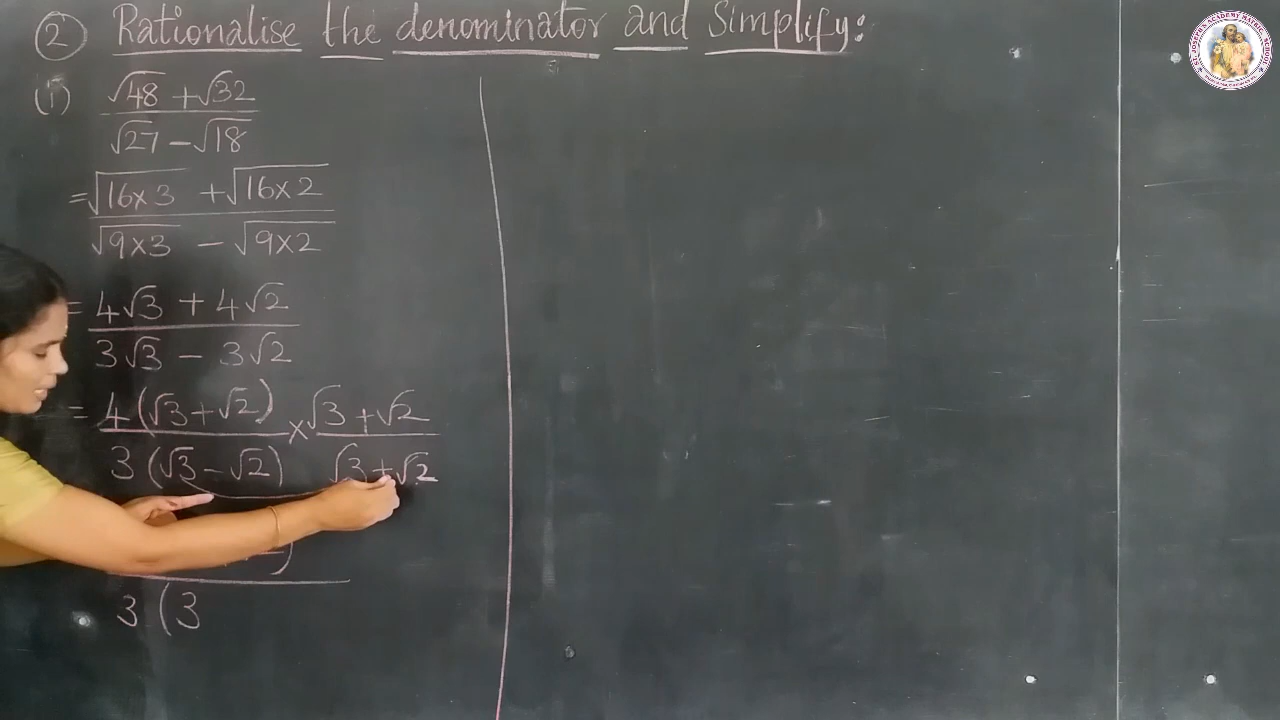 ② Rationalise the denominator and Simplify:
(i) √48 + √32
√27 - √18
= √16×3 + √16×2
√9×3 - √9×2
= 4√3 + 4√2
3√3 - 3√2
= 4(√3+√2) × √3+√2
3(√3-√2) √3+√2
)
3 (3